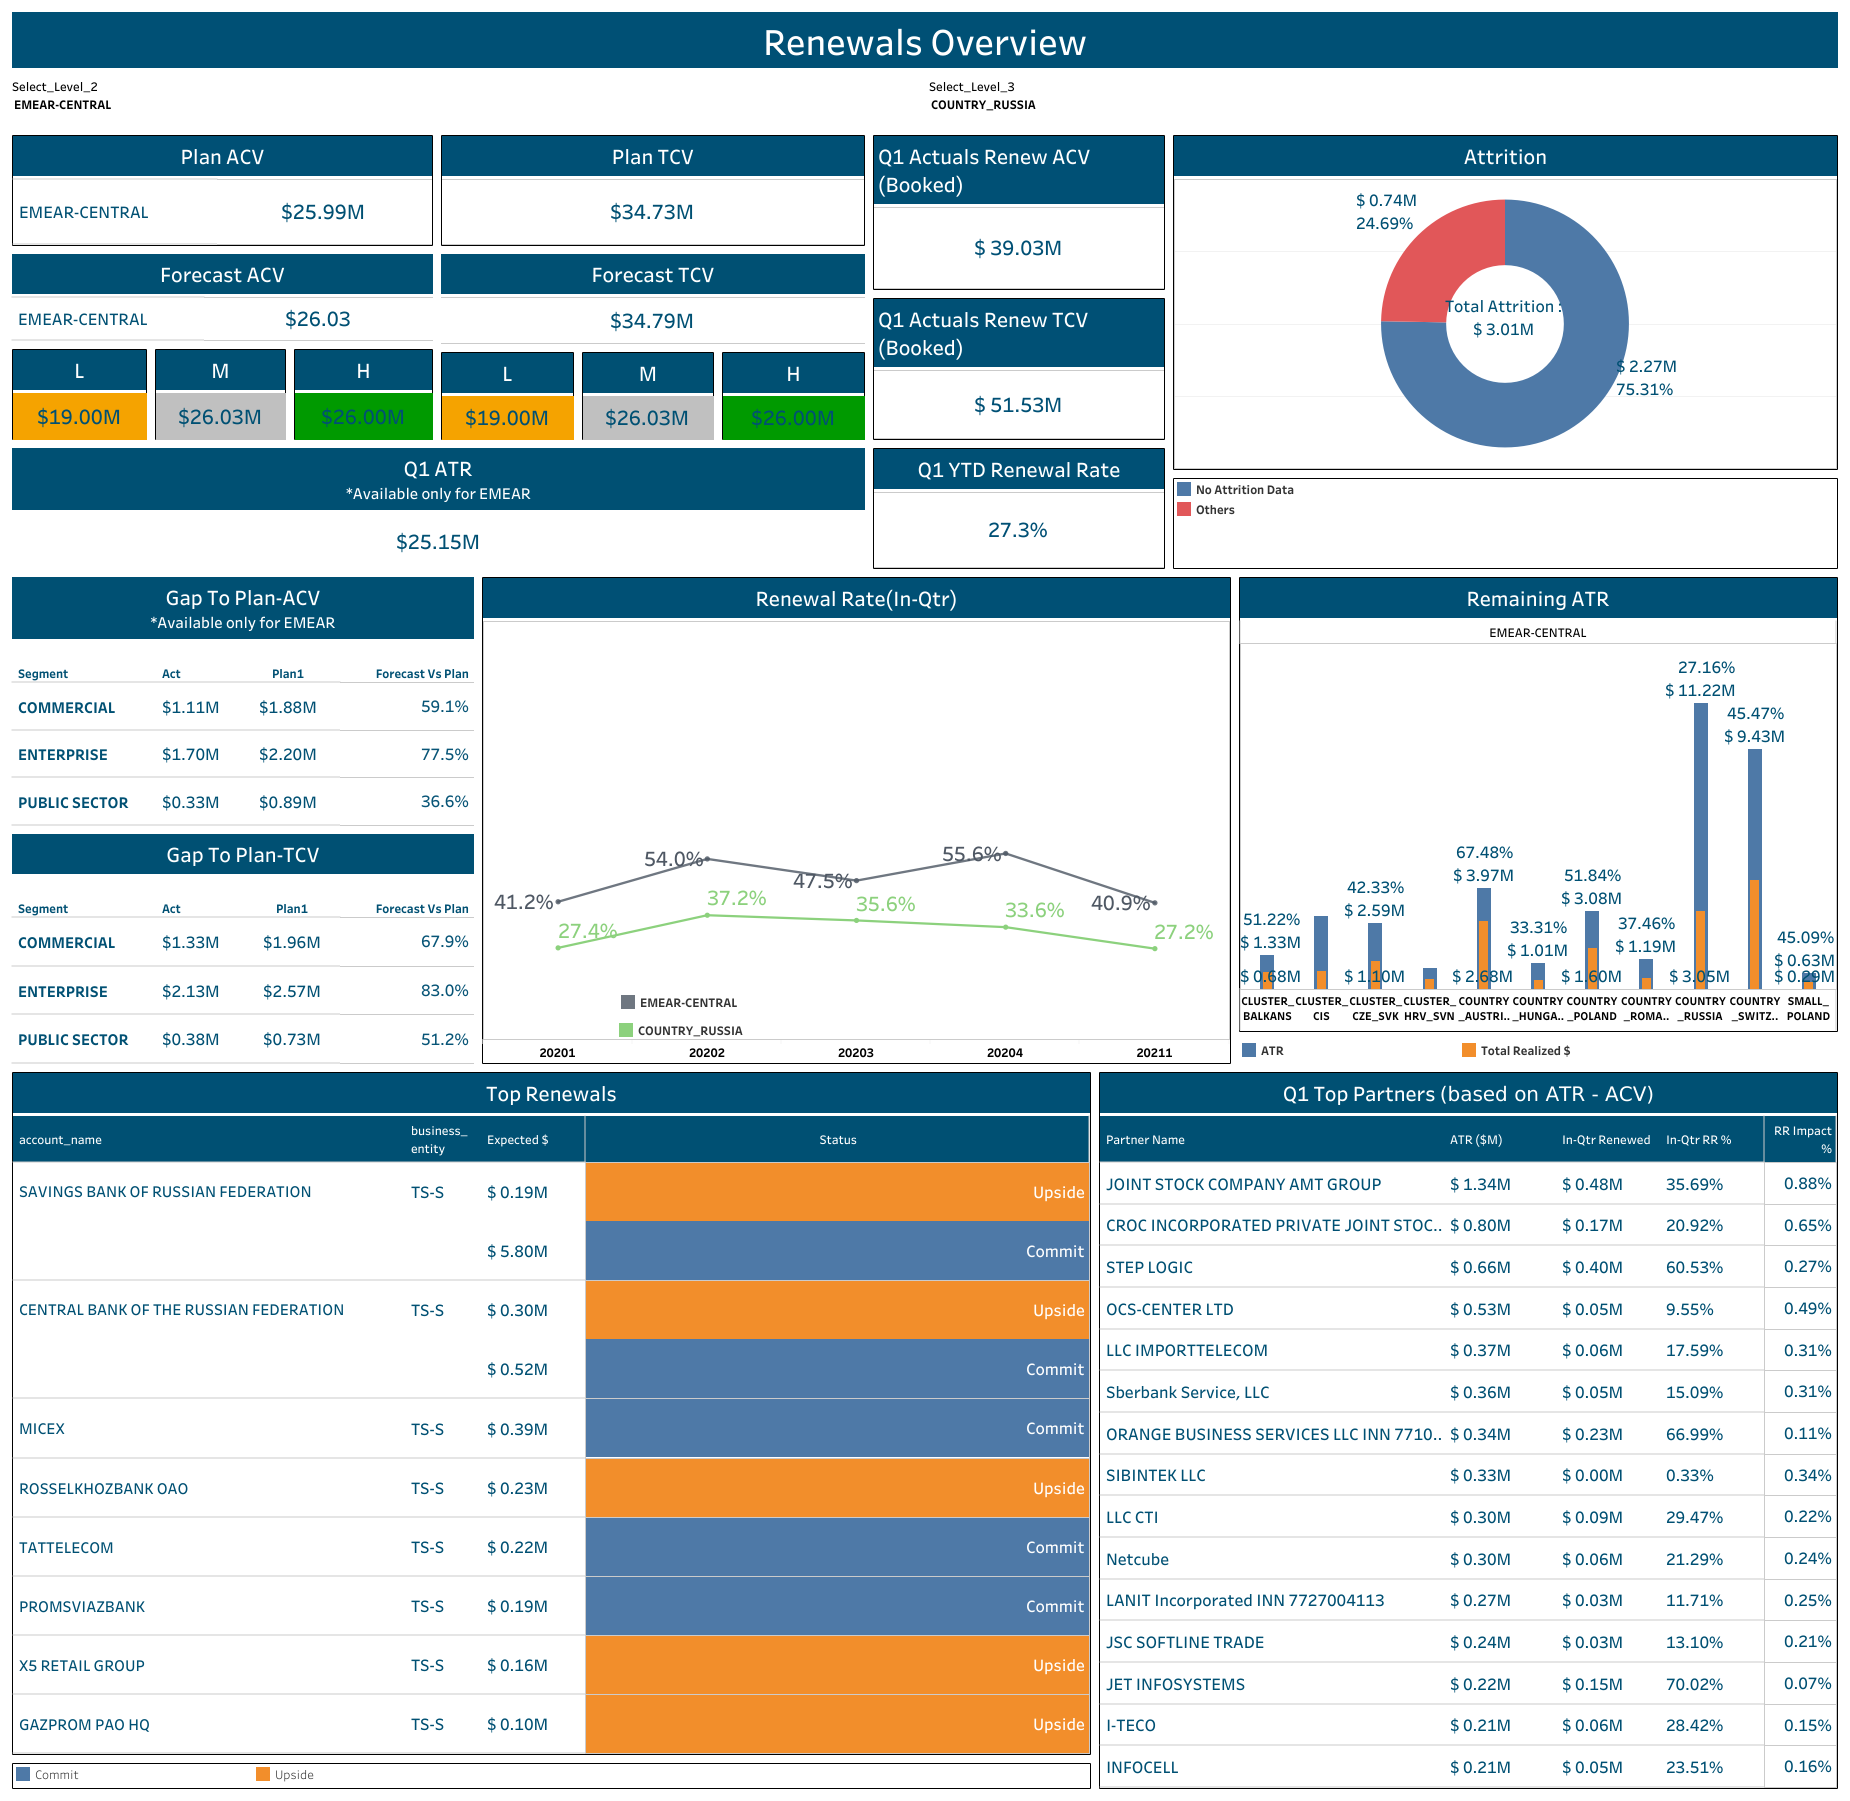 Renewals Overview
Select_Level_2
EMEAR-CENTRAL
Select_Level_3
COUNTRY_RUSSIA
Plan ACV
EMEAR-CENTRAL $25.99M
Plan TCV
$34.73M
Forecast ACV
EMEAR-CENTRAL $26.03
Forecast TCV
$34.79M
L M H
$19.00M $26.03M $26.00M
L M H
$19.00M $26.03M $26.00M
Q1 ATR
*Available only for EMEAR
$25.15M
Q1 Actuals Renew ACV
(Booked)
$ 39.03M
Q1 Actuals Renew TCV
(Booked)
$ 51.53M
Q1 YTD Renewal Rate
27.3%
Attrition
$ 0.74M
24.69%
Total Attrition :
$ 3.01M
$ 2.27M
75.31%
No Attrition Data
Others
Gap To Plan-ACV
*Available only for EMEAR
Segment Act Plan1 Forecast Vs Plan
COMMERCIAL $1.11M $1.88M 59.1%
ENTERPRISE $1.70M $2.20M 77.5%
PUBLIC SECTOR $0.33M $0.89M 36.6%
Gap To Plan-TCV
Segment Act Plan1 Forecast Vs Plan
COMMERCIAL $1.33M $1.96M 67.9%
ENTERPRISE $2.13M $2.57M 83.0%
PUBLIC SECTOR $0.38M $0.73M 51.2%
Renewal Rate(In-Qtr)
41.2% 54.0% 47.5% 55.6% 40.9%
27.4% 37.2% 35.6% 33.6% 27.2%
EMEAR-CENTRAL
COUNTRY_RUSSIA
20201 20202 20203 20204 20211
Remaining ATR
EMEAR-CENTRAL
51.22%
$ 1.33M
$ 0.68M
42.33%
$ 2.59M
$ 1.10M
67.48%
$ 3.97M
$ 2.68M
33.31%
$ 1.01M
51.84%
$ 3.08M
$ 1.60M
37.46%
$ 1.19M
27.16%
$ 11.22M
$ 3.05M
45.47%
$ 9.43M
45.09%
$ 0.63M
$ 0.29M
CLUSTER_ CLUSTER_ CLUSTER_ CLUSTER_ COUNTRY COUNTRY COUNTRY COUNTRY COUNTRY COUNTRY SMALL_
BALKANS CIS CZE_SVK HRV_SVN _AUSTRI.. _HUNGA.. _POLAND _ROMA.. _RUSSIA _SWITZ.. POLAND
ATR Total Realized $
Top Renewals
account_name business_ Expected $ Status
entity
SAVINGS BANK OF RUSSIAN FEDERATION TS-S $ 0.19M Upside
$ 5.80M Commit
CENTRAL BANK OF THE RUSSIAN FEDERATION TS-S $ 0.30M Upside
$ 0.52M Commit
MICEX TS-S $ 0.39M Commit
ROSSELKHOZBANK OAO TS-S $ 0.23M Upside
TATTELECOM TS-S $ 0.22M Commit
PROMSVIAZBANK TS-S $ 0.19M Commit
X5 RETAIL GROUP TS-S $ 0.16M Upside
GAZPROM PAO HQ TS-S $ 0.10M Upside
Commit Upside
Q1 Top Partners (based on ATR - ACV)
Partner Name ATR ($M) In-Qtr Renewed In-Qtr RR % RR Impact
%
JOINT STOCK COMPANY AMT GROUP $ 1.34M $ 0.48M 35.69% 0.88%
CROC INCORPORATED PRIVATE JOINT STOC.. $ 0.80M $ 0.17M 20.92% 0.65%
STEP LOGIC $ 0.66M $ 0.40M 60.53% 0.27%
OCS-CENTER LTD $ 0.53M $ 0.05M 9.55% 0.49%
LLC IMPORTTELECOM $ 0.37M $ 0.06M 17.59% 0.31%
Sberbank Service, LLC $ 0.36M $ 0.05M 15.09% 0.31%
ORANGE BUSINESS SERVICES LLC INN 7710.. $ 0.34M $ 0.23M 66.99% 0.11%
SIBINTEK LLC $ 0.33M $ 0.00M 0.33% 0.34%
LLC CTI $ 0.30M $ 0.09M 29.47% 0.22%
Netcube $ 0.30M $ 0.06M 21.29% 0.24%
LANIT Incorporated INN 7727004113 $ 0.27M $ 0.03M 11.71% 0.25%
JSC SOFTLINE TRADE $ 0.24M $ 0.03M 13.10% 0.21%
JET INFOSYSTEMS $ 0.22M $ 0.15M 70.02% 0.07%
I-TECO $ 0.21M $ 0.06M 28.42% 0.15%
INFOCELL $ 0.21M $ 0.05M 23.51% 0.16%